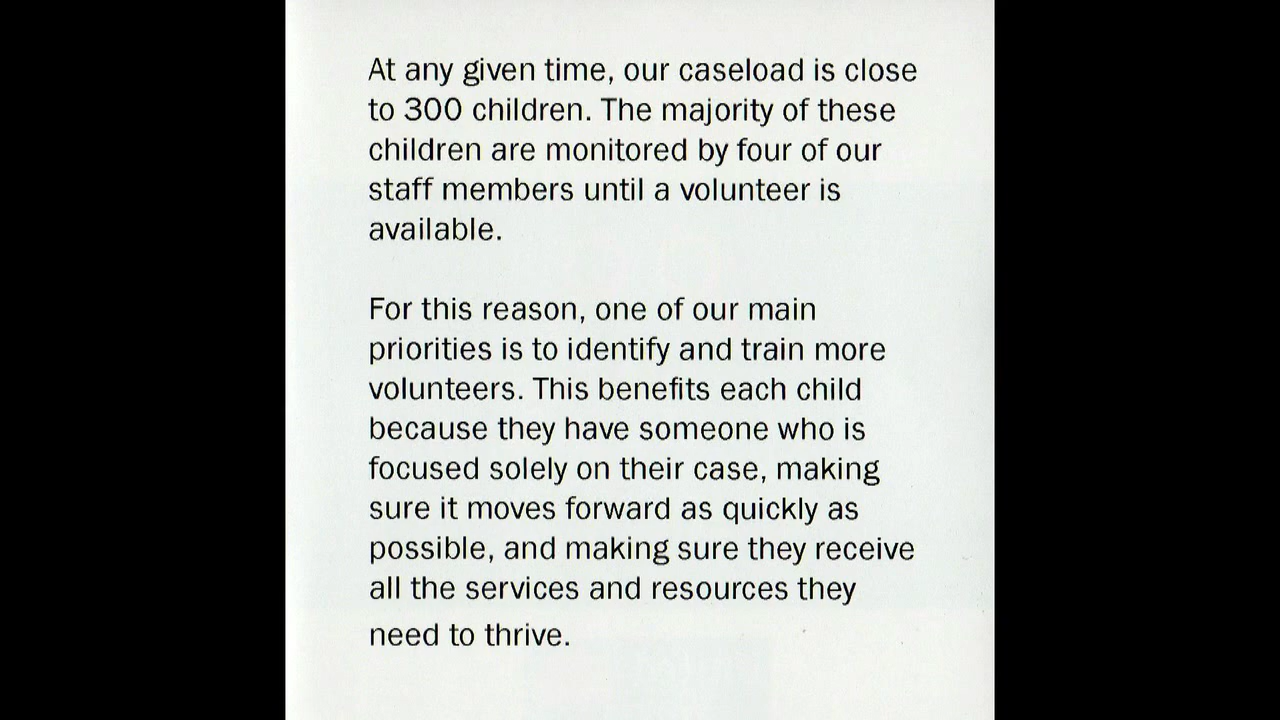 At any given time, our caseload is close
to 300 children. The majority of these
children are monitored by four of our
staff members until a volunteer is
available.
For this reason, one of our main
priorities is to identify and train more
volunteers. This benefits each child
because they have someone who is
focused solely on their case, making
sure it moves forward as quickly as
possible, and making sure they receive
all the services and resources they
need to thrive.